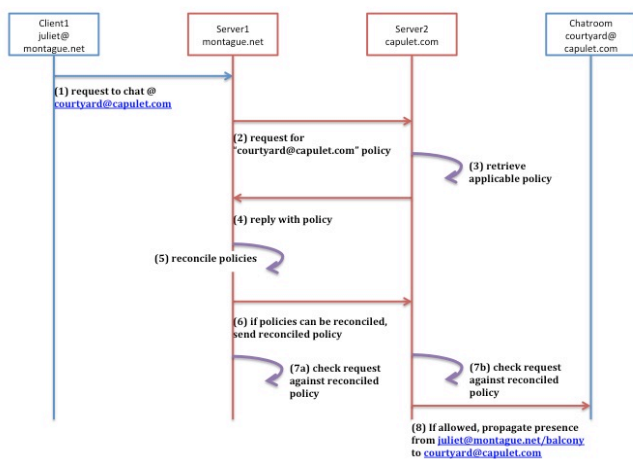 Client1
juliet@
montague.net
Server1
montague.net
Server2
capulet.com
Chatroom
courtyard@
capulet.com
(1) request to chat @
courtyard@capulet.com
(2) request for
"courtyard@capulet.com" policy
(3) retrieve
applicable policy
(4) reply with policy
(5) reconcile policies
(6) if policies can be reconciled,
send reconciled policy
(7a) check request
against reconciled
policy
(7b) check request
against reconciled
policy
(8) If allowed, propagate presence
from juliet@montague.net/balcony
to courtyard@capulet.com